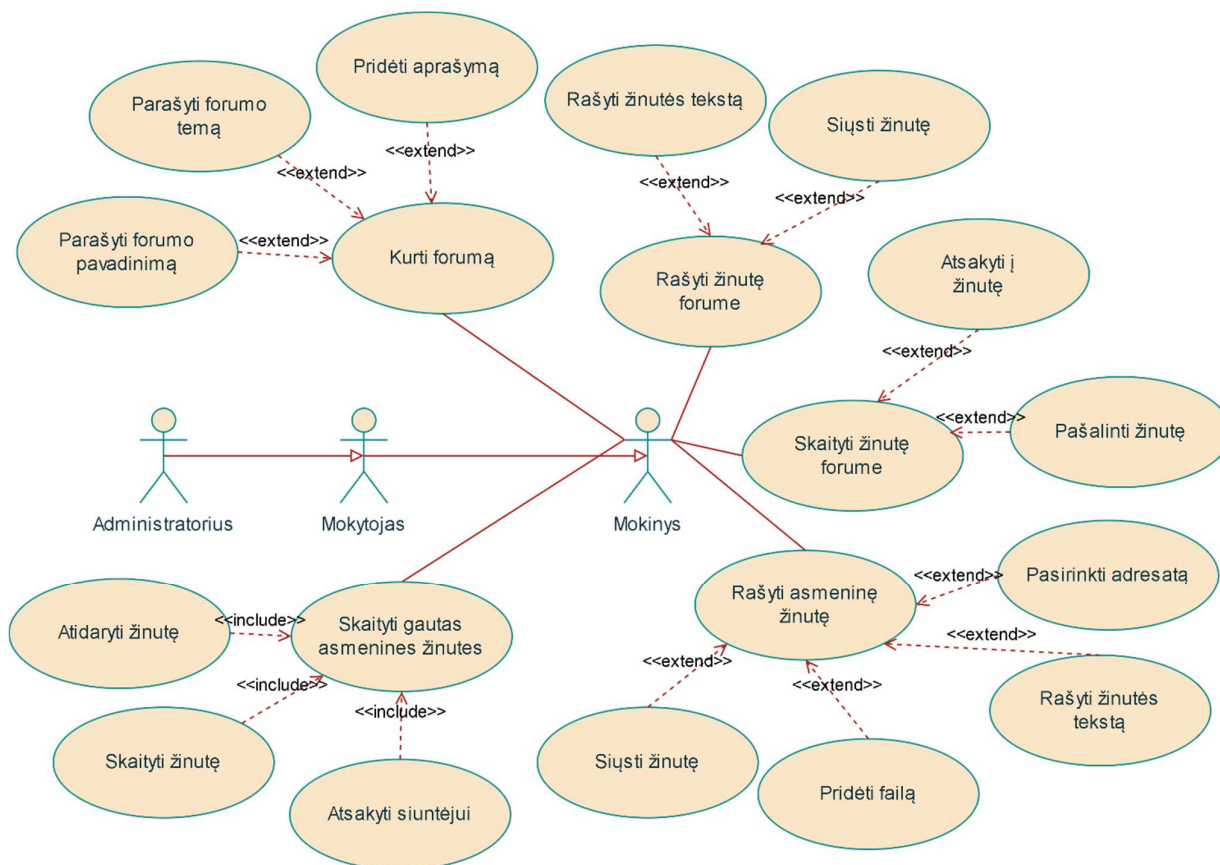 Pridėti aprašymą
Parašyti forumo
temą
Rašyti žinutės tekstą
Siųsti žinutę
<<extend>>
<<extend>>
<<extend>>
<<extend>>
Parašyti forumo
pavadinimą
<<extend>>
Kurti forumą
Rašyti žinutę
forume
Atsakyti į
žinutę
<<extend>>
Skaityti žinutę
forume
<<extend>>
Pašalinti žinutę
Administratorius
Mokytojas
Mokinys
Atidaryti žinutę
<<include>>
Skaityti gautas
asmenines žinutes
Rašyti asmeninę
žinutę
<<extend>>
Pasirinkti adresatą
<<extend>>
<<extend>>
<<include>>
<<extend>>
<<include>>
Rašyti žinutės
tekstą
Skaityti žinutę
Siųsti žinutę
Pridėti failą
Atsakyti siuntėjui